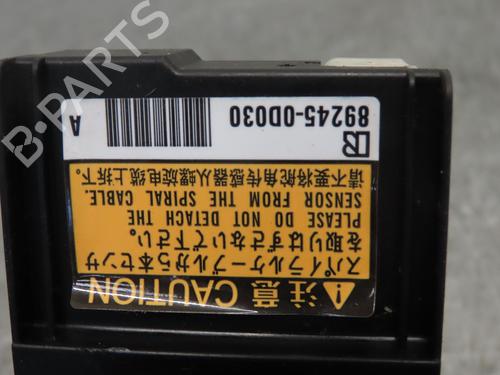 ⚠注意 CAUTION
スパイラルケーブルから本センサ
を取りはずさないで下さい。
PLEASE DO NOT DETACH THE
SENSOR FROM THE SPIRAL CABLE.
请不要将舵角传感器从螺旋电缆上拆下。
89245-0D030
A
B-PARTS